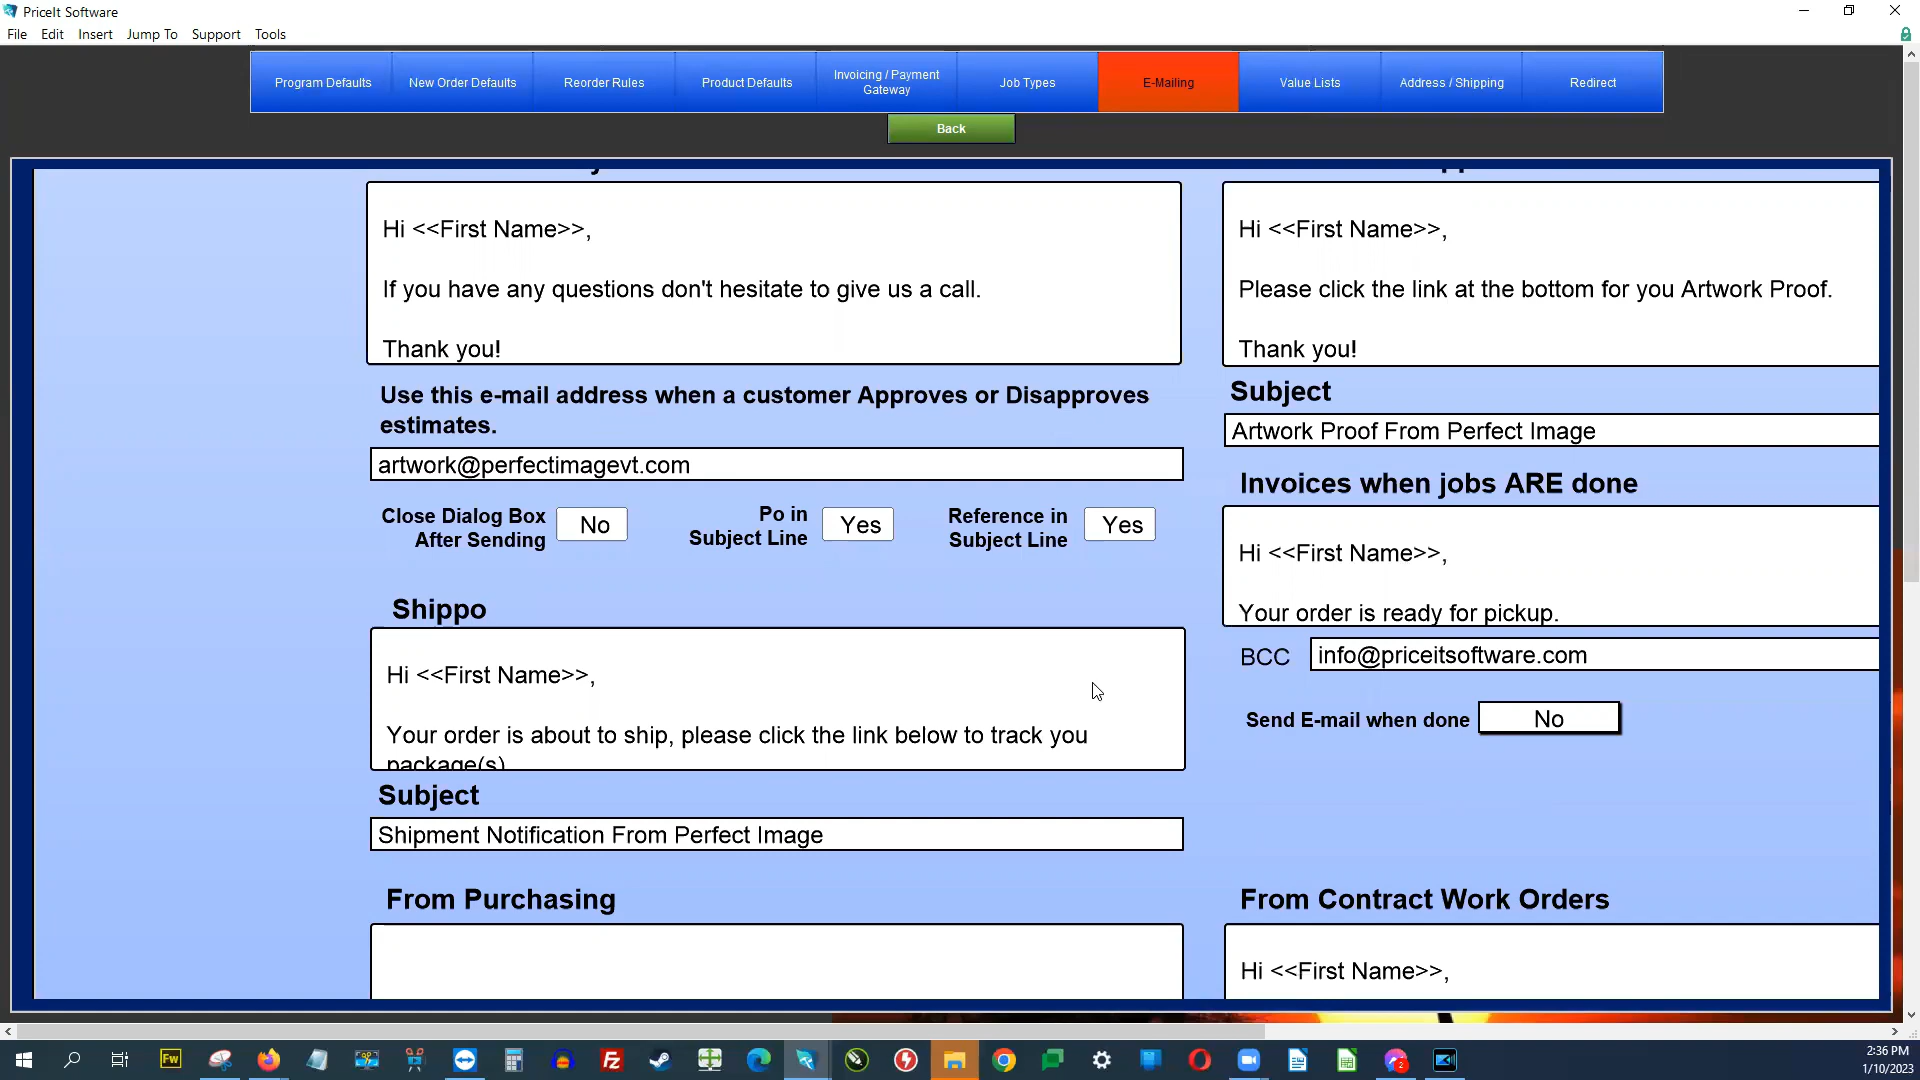 PriceIt Software
File Edit Insert Jump To Support Tools
Program Defaults
New Order Defaults
Reorder Rules
Product Defaults
Invoicing / Payment
Gateway
Job Types
E-Mailing
Value Lists
Address / Shipping
Redirect
Back
Hi <<First Name>>,
If you have any questions don't hesitate to give us a call.
Thank you!
Use this e-mail address when a customer Approves or Disapproves
estimates.
artwork@perfectimagevt.com
Close Dialog Box
After Sending
No
Po in
Subject Line
Yes
Reference in
Subject Line
Yes
Shippo
Hi <<First Name>>,
Your order is about to ship, please click the link below to track you
package(s)
Subject
Shipment Notification From Perfect Image
From Purchasing
Hi <<First Name>>,
Please click the link at the bottom for you Artwork Proof.
Thank you!
Subject
Artwork Proof From Perfect Image
Invoices when jobs ARE done
Hi <<First Name>>,
Your order is ready for pickup.
BCC info@priceitsoftware.com
Send E-mail when done No
From Contract Work Orders
Hi <<First Name>>,
Fw
Fz
2
2:36 PM
1/10/2023